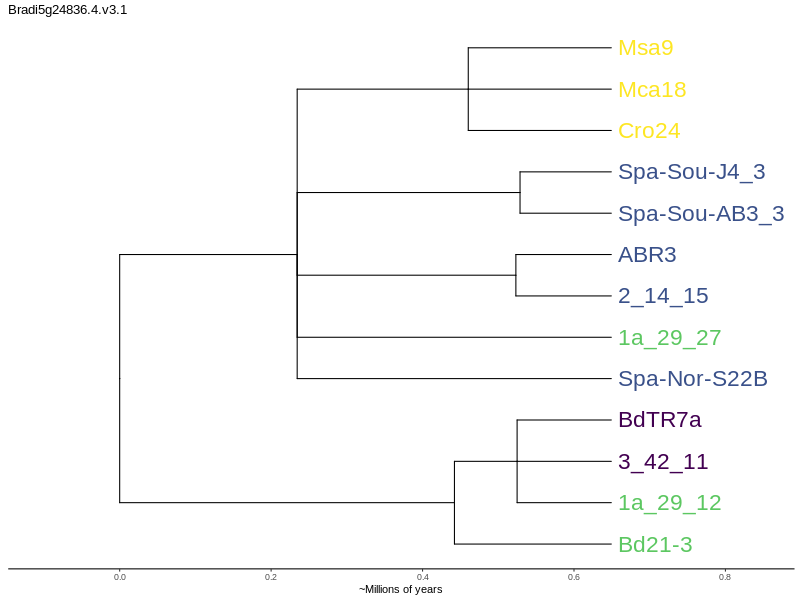 Bradi5g24836.4.v3.1
Msa9
Mca18
Cro24
Spa-Sou-J4_3
Spa-Sou-AB3_3
ABR3
2_14_15
1a_29_27
Spa-Nor-S22B
BdTR7a
3_42_11
1a_29_12
Bd21-3
0.0 0.2 0.4 0.6 0.8
~Millions of years